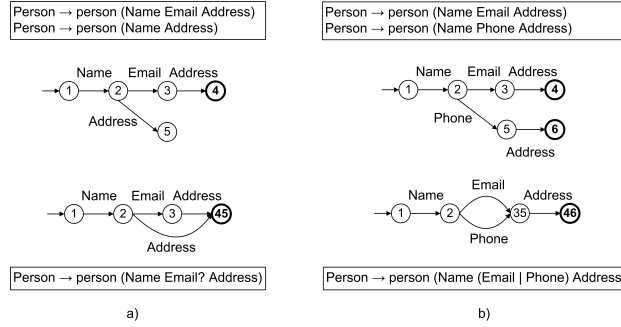 Person → person (Name Email Address)
Person → person (Name Address)
Name Email Address
1 2 3 4
Address
5
Name Email Address
1 2 3 45
Address
Person → person (Name Email? Address)
a)
Person → person (Name Email Address)
Person → person (Name Phone Address)
Name Email Address
1 2 3 4
Phone
5 6
Address
Email
Name Address
1 2 35 46
Phone
Person → person (Name (Email | Phone) Address
b)